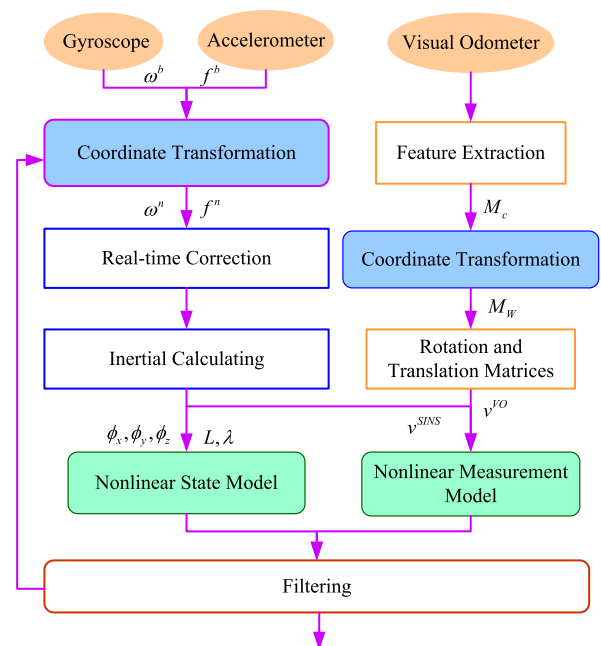 Gyroscope
Accelerometer
Visual Odometer
ω^b
f^b
Coordinate Transformation
Feature Extraction
ω^n
f^n
M_c
Real-time Correction
Coordinate Transformation
M_W
Inertial Calculating
Rotation and
Translation Matrices
ϕ_x, ϕ_y, ϕ_z
L, λ
v^SINS
v^VO
Nonlinear State Model
Nonlinear Measurement
Model
Filtering